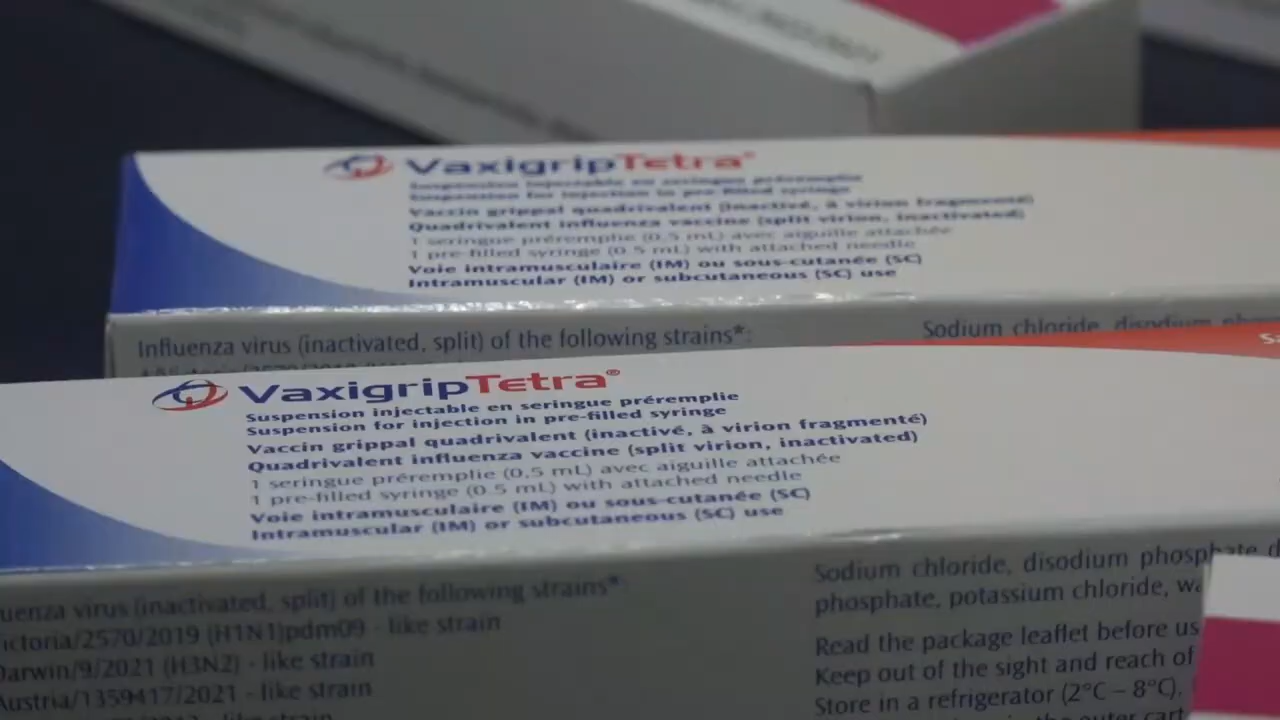 VaxigripTetra
Suspension injectable en seringue préremplie
Suspension for injection in pre-filled syringe
Vaccin grippal quadrivalent (inactivé, à virion fragmenté)
Quadrivalent influenza vaccine (split virion, inactivated)
1 seringue préremplie (0.5 mL) avec aiguille attachée
1 pre-filled syringe (0.5 mL) with attached needle
Voie intramusculaire (IM) ou sous-cutanée (SC)
Intramuscular (IM) or subcutaneous (SC) use
Influenza virus (inactivated, split) of the following strains*:
Sodium chloride, disodium
VaxigripTetra®
Suspension injectable en seringue préremplie
Suspension for injection in pre-filled syringe
Vaccin grippal quadrivalent (inactivé, à virion fragmenté)
Quadrivalent influenza vaccine (split virion, inactivated)
1 seringue préremplie (0.5 mL) avec aiguille attachée
1 pre-filled syringe (0.5 mL) with attached needle
Voie intramusculaire (IM) ou sous-cutanée (SC)
Intramuscular (IM) or subcutaneous (SC) use
uenza virus (inactivated, split) of the following strains*:
ictoria/2570/2019 (H1N1)pdm09 - like strain
Darwin/9/2021 (H3N2) - like strain
Austria/1359417/2021 - like strain
like strain
Sodium chloride, disodium phosphate d
phosphate, potassium chloride, wa
Read the package leaflet before us
Keep out of the sight and reach of
Store in a refrigerator (2°C – 8°C).
in the outer cart